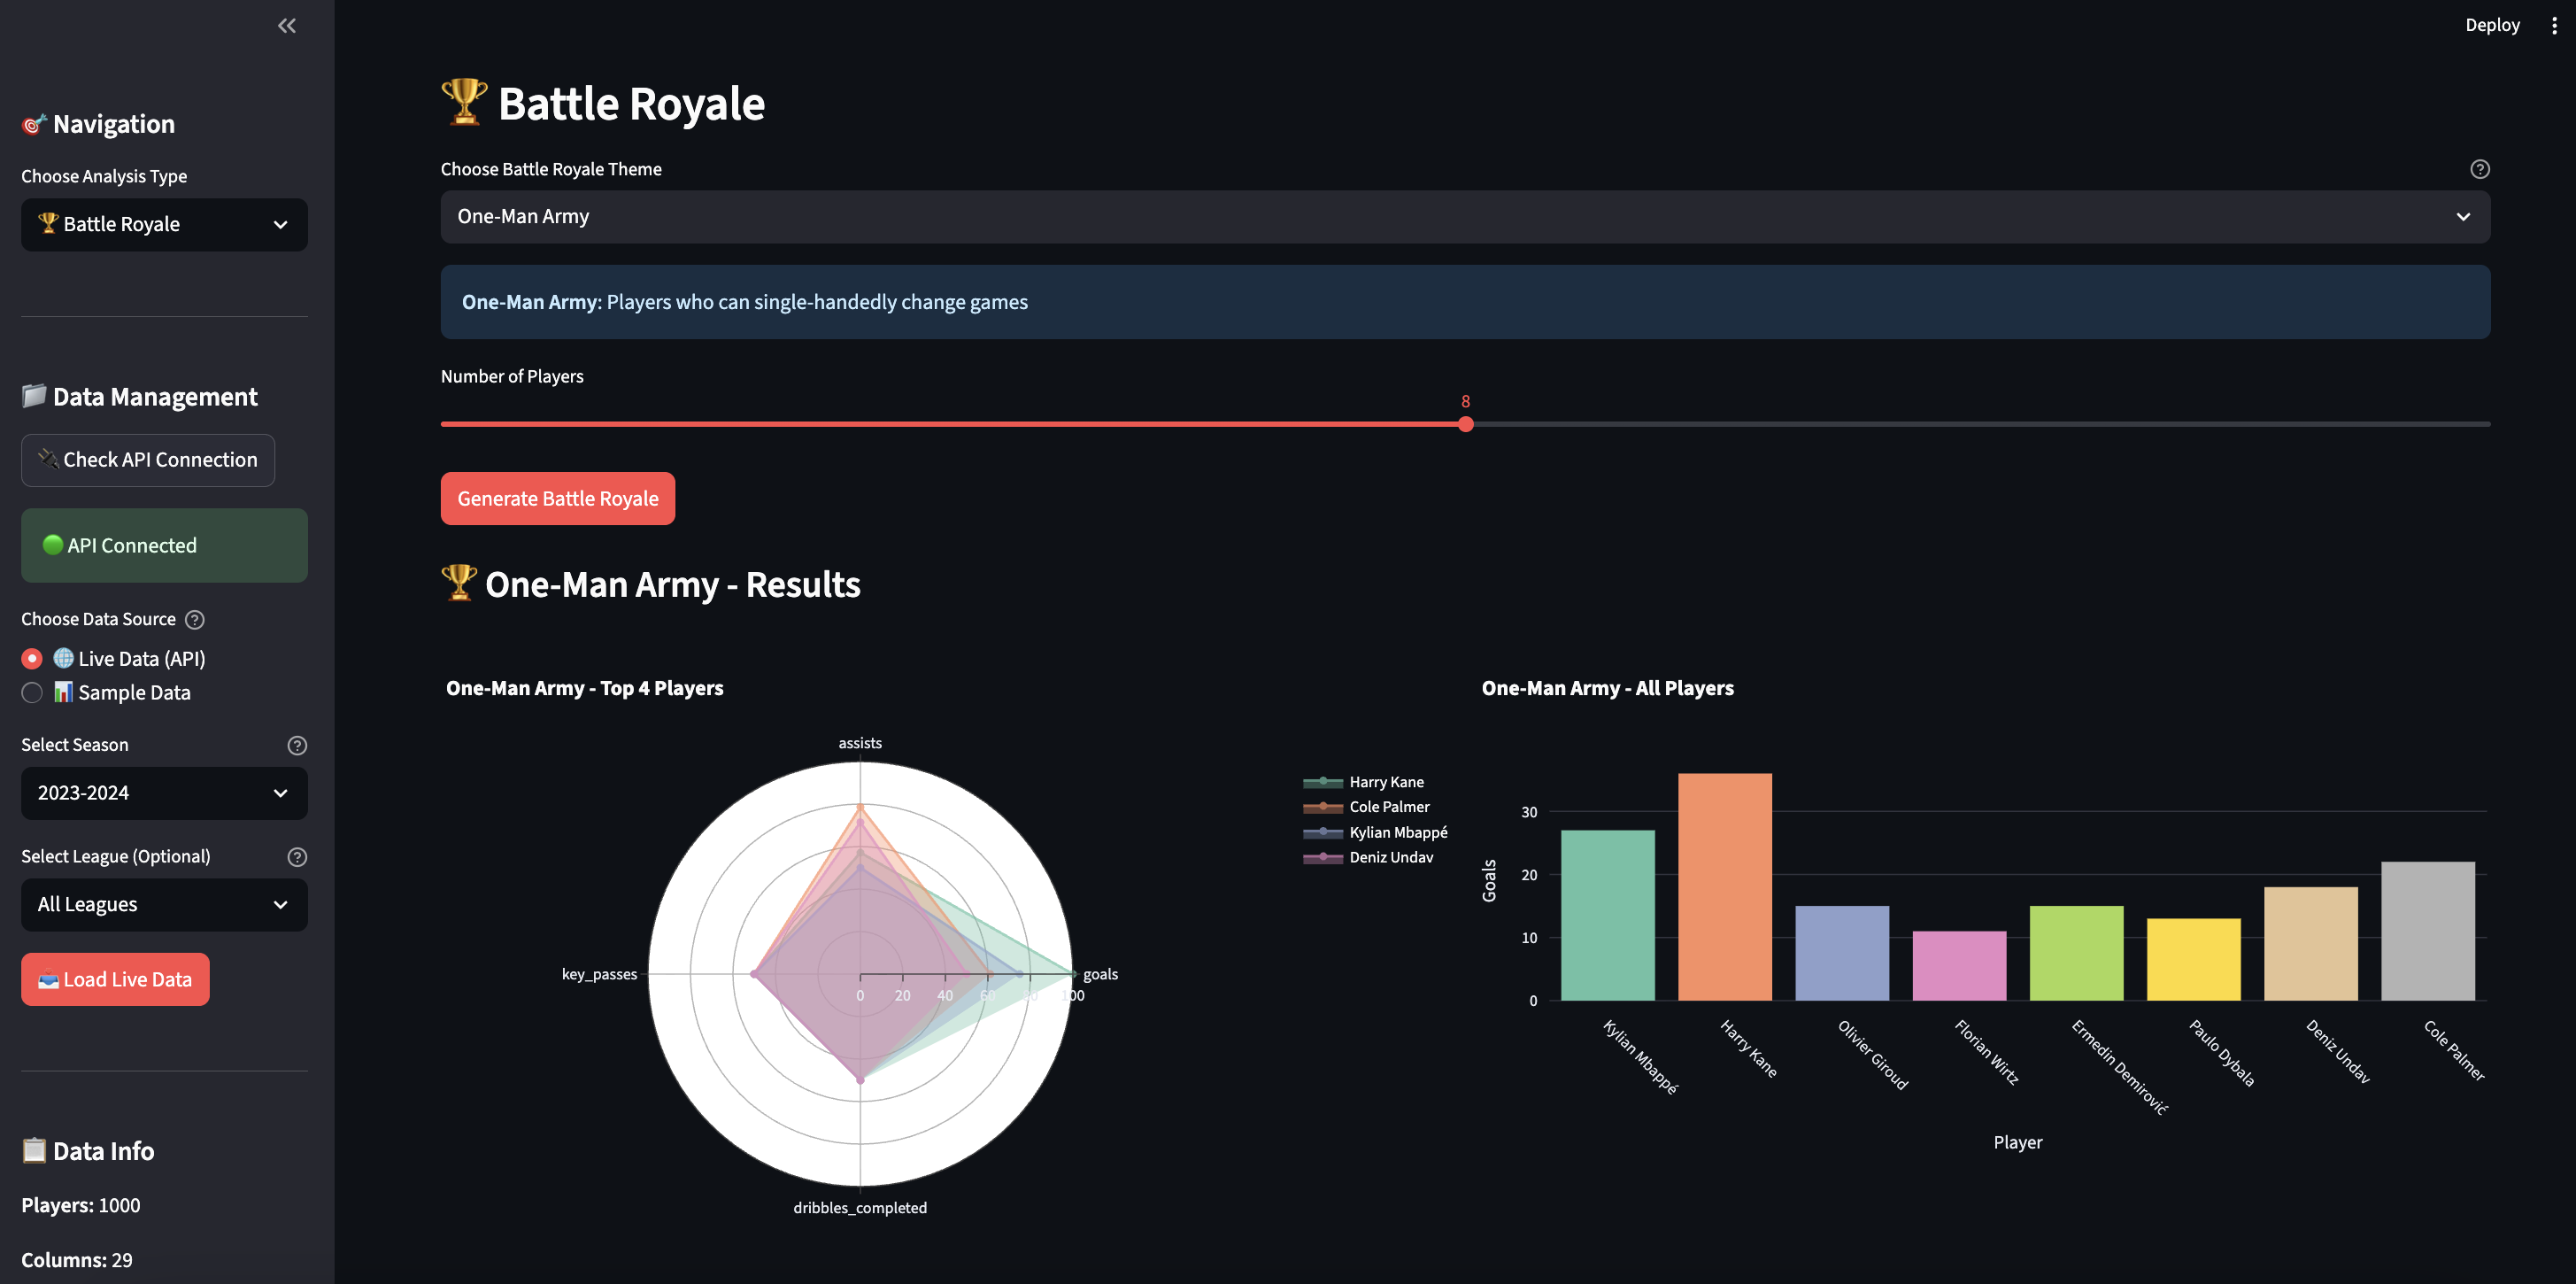 Deploy
🎯 Navigation
Choose Analysis Type
🏆 Battle Royale
📁 Data Management
🔌 Check API Connection
🟢 API Connected
Choose Data Source
🌐 Live Data (API)
📊 Sample Data
Select Season
2023-2024
Select League (Optional)
All Leagues
📥 Load Live Data
📋 Data Info
Players: 1000
Columns: 29
🏆 Battle Royale
Choose Battle Royale Theme
One-Man Army
One-Man Army: Players who can single-handedly change games
Number of Players
8
Generate Battle Royale
🏆 One-Man Army - Results
One-Man Army - Top 4 Players
assists
goals
key_passes
dribbles_completed
0 20 40 60 80 100
Harry Kane
Cole Palmer
Kylian Mbappé
Deniz Undav
One-Man Army - All Players
Goals
30
20
10
0
Kylian Mbappé
Harry Kane
Olivier Giroud
Florian Wirtz
Ermedin Demirović
Paulo Dybala
Deniz Undav
Cole Palmer
Player